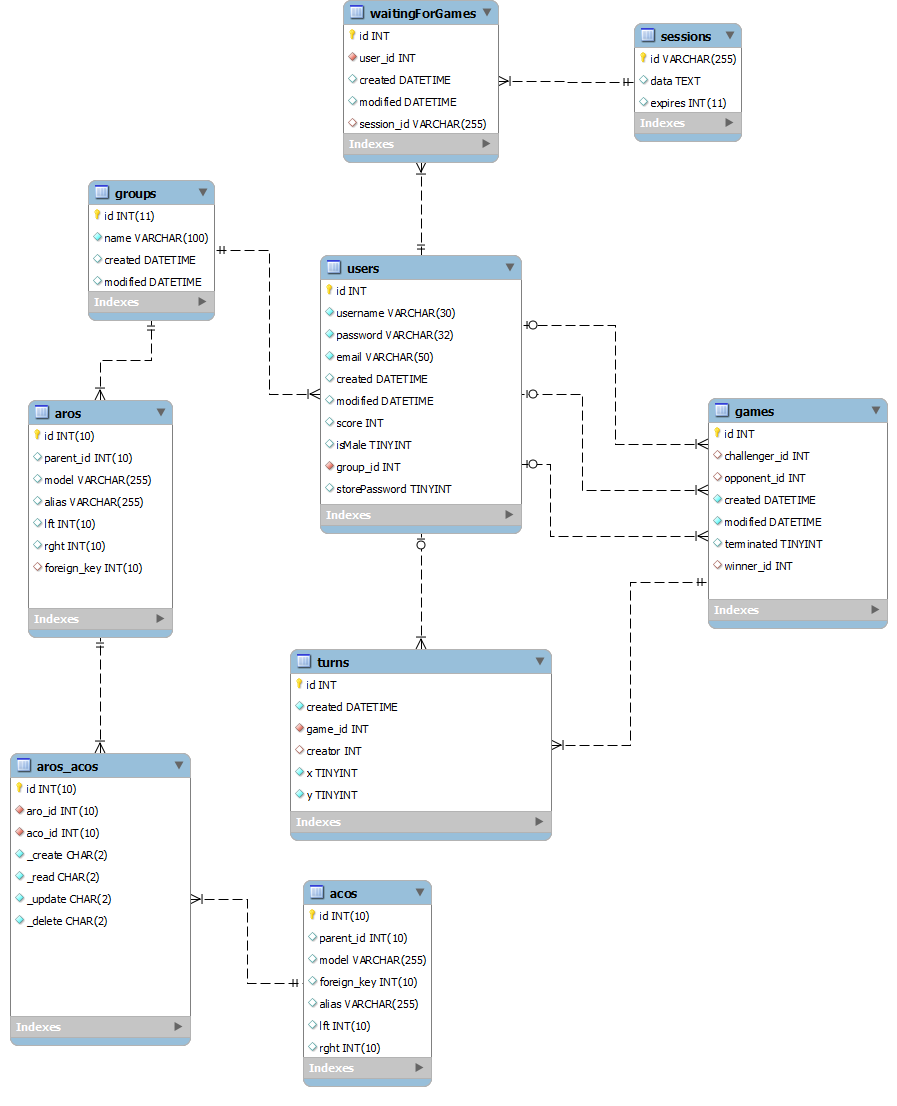 waitingForGames
id INT
user_id INT
created DATETIME
modified DATETIME
session_id VARCHAR(255)
Indexes
sessions
id VARCHAR(255)
data TEXT
expires INT(11)
Indexes
groups
id INT(11)
name VARCHAR(100)
created DATETIME
modified DATETIME
Indexes
users
id INT
username VARCHAR(30)
password VARCHAR(32)
email VARCHAR(50)
created DATETIME
modified DATETIME
score INT
isMale TINYINT
group_id INT
storePassword TINYINT
Indexes
aros
id INT(10)
parent_id INT(10)
model VARCHAR(255)
alias VARCHAR(255)
lft INT(10)
rght INT(10)
foreign_key INT(10)
Indexes
games
id INT
challenger_id INT
opponent_id INT
created DATETIME
modified DATETIME
terminated TINYINT
winner_id INT
Indexes
turns
id INT
created DATETIME
game_id INT
creator INT
x TINYINT
y TINYINT
Indexes
aros_acos
id INT(10)
aro_id INT(10)
aco_id INT(10)
_create CHAR(2)
_read CHAR(2)
_update CHAR(2)
_delete CHAR(2)
Indexes
acos
id INT(10)
parent_id INT(10)
model VARCHAR(255)
foreign_key INT(10)
alias VARCHAR(255)
lft INT(10)
rght INT(10)
Indexes